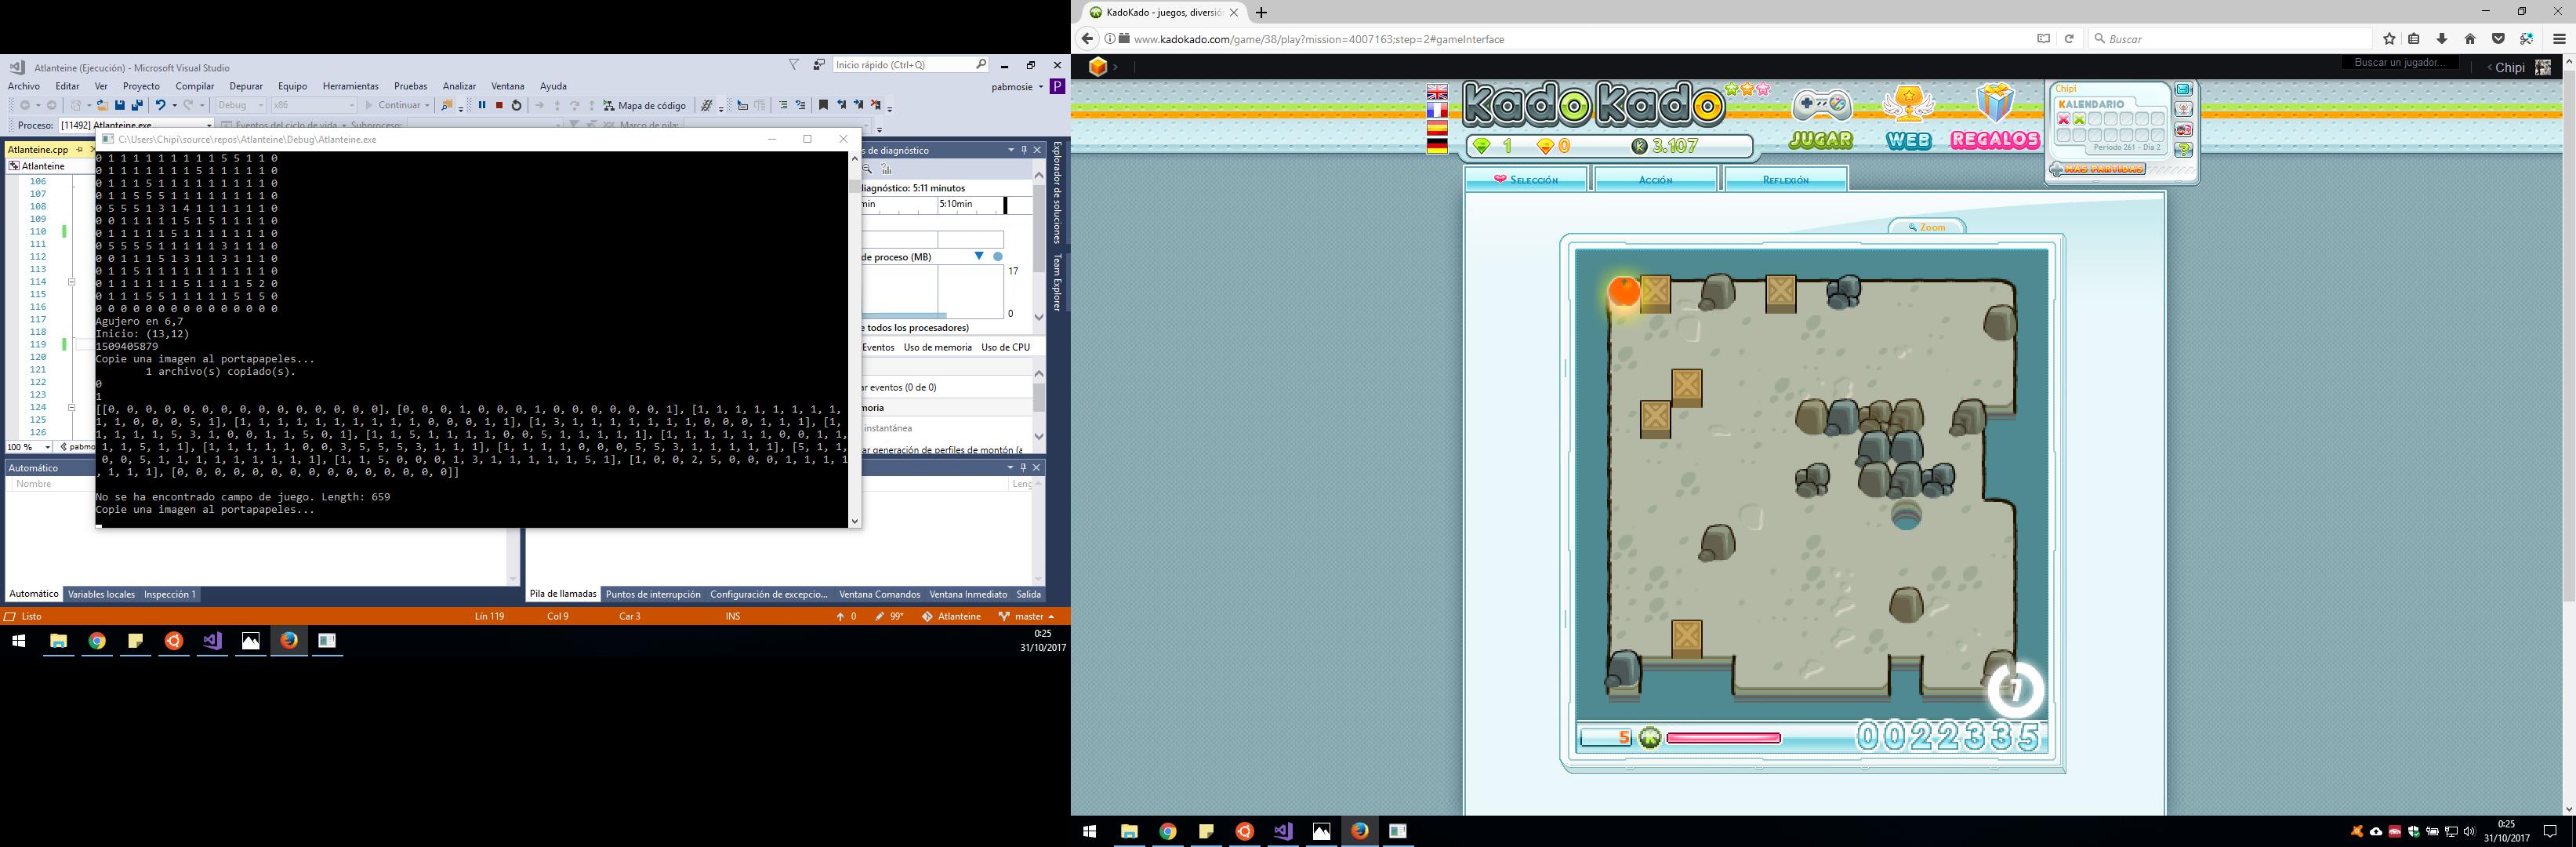 Atlanteine (Ejecución) - Microsoft Visual Studio
Inicio rápido (Ctrl+Q)
Archivo Editar Ver Proyecto Compilar Depurar Equipo Herramientas Pruebas Analizar Ventana Ayuda
pabmosie
P
Debug x86 Continuar Mapa de código
Proceso: [11492] Atlanteine.exe Eventos del ciclo de vida Subproceso: Marco de pila:
Atlanteine.cpp
Atlanteine
C:\Users\Chipi\source\repos\Atlanteine\Debug\Atlanteine.exe
0 1 1 1 1 1 1 1 1 1 5 5 1 1 0
0 1 1 1 1 1 1 1 5 1 1 1 1 1 0
0 1 1 1 5 1 1 1 1 1 1 1 1 1 0
0 1 1 5 5 5 1 1 1 1 1 1 1 1 0
0 5 5 5 1 3 1 4 1 1 1 1 1 1 0
0 0 1 1 1 1 1 5 1 5 1 1 1 1 0
0 1 1 1 1 1 5 1 1 1 1 1 1 1 0
0 5 5 5 5 1 1 1 1 1 3 1 1 1 0
0 0 1 1 1 5 1 3 1 1 3 1 1 1 0
0 1 1 5 1 1 1 1 1 1 1 1 1 1 0
0 1 1 1 1 1 1 5 1 1 1 1 5 2 0
0 1 1 1 5 5 1 1 1 1 1 5 1 5 0
0 0 0 0 0 0 0 0 0 0 0 0 0 0 0
Agujero en 6,7
Inicio: (13,12)
1509405879
Copie una imagen al portapapeles...
1 archivo(s) copiado(s).
0
1
[[0, 0, 0, 0, 0, 0, 0, 0, 0, 0, 0, 0, 0, 0, 0], [0, 0, 0, 1, 0, 0, 0, 1, 0, 0, 0, 0, 0, 0, 1], [1, 1, 1, 1, 1, 1, 1, 1,
1, 1, 0, 0, 0, 5, 1], [1, 1, 1, 1, 1, 1, 1, 1, 1, 1, 0, 0, 0, 1, 1], [1, 3, 1, 1, 1, 1, 1, 1, 1, 0, 0, 0, 1, 1, 1], [1,
1, 1, 1, 1, 5, 3, 1, 0, 0, 1, 1, 5, 0, 1], [1, 1, 5, 1, 1, 1, 1, 0, 0, 5, 1, 1, 1, 1, 1], [1, 1, 1, 1, 1, 1, 0, 0, 1, 1,
1, 1, 5, 1, 1], [1, 1, 1, 1, 1, 0, 0, 3, 5, 5, 5, 3, 1, 1, 1], [1, 1, 1, 1, 0, 0, 0, 5, 5, 3, 1, 1, 1, 1, 1], [5, 1, 1,
0, 0, 5, 1, 1, 1, 1, 1, 1, 1, 1, 1], [1, 1, 5, 0, 0, 0, 1, 3, 1, 1, 1, 1, 1, 5, 1], [1, 0, 0, 2, 5, 0, 0, 0, 1, 1, 1, 1
, 1, 1, 1], [0, 0, 0, 0, 0, 0, 0, 0, 0, 0, 0, 0, 0, 0, 0]]
No se ha encontrado campo de juego. Length: 659
Copie una imagen al portapapeles...
106
107
108
109
110
111
112
113
114
115
116
117
118
119
120
121
122
123
124
125
126
100 %
Automático
Nombre
Automático Variables locales Inspección 1
s de diagnóstico
diagnóstico: 5:11 minutos
min 5:10min
de proceso (MB)
17
0
e todos los procesadores)
Eventos Uso de memoria Uso de CPU
ar eventos (0 de 0)
moria
instantánea
Leng
Pila de llamadas Puntos de interrupción Configuración de excepcio... Ventana Comandos Ventana Inmediato Salida
Explorador de soluciones
Team Explorer
Listo Lín 119 Col 9 Car 3 INS 0 99* Atlanteine master
0:25
31/10/2017
KadoKado - juegos, diversió
www.kadokado.com/game/38/play?mission=4007163;step=2#gameInterface
Buscar
Buscar un jugador...
Chipi
KadoKado
1 0 3.107
JUGAR WEB REGALOS
Chipi
KALENDARIO
Periodo 261 - Día 2
MÁS PARTIDAS
SELECCIÓN ACCIÓN REFLEXIÓN
Zoom
7
5
0022335
0:25
31/10/2017